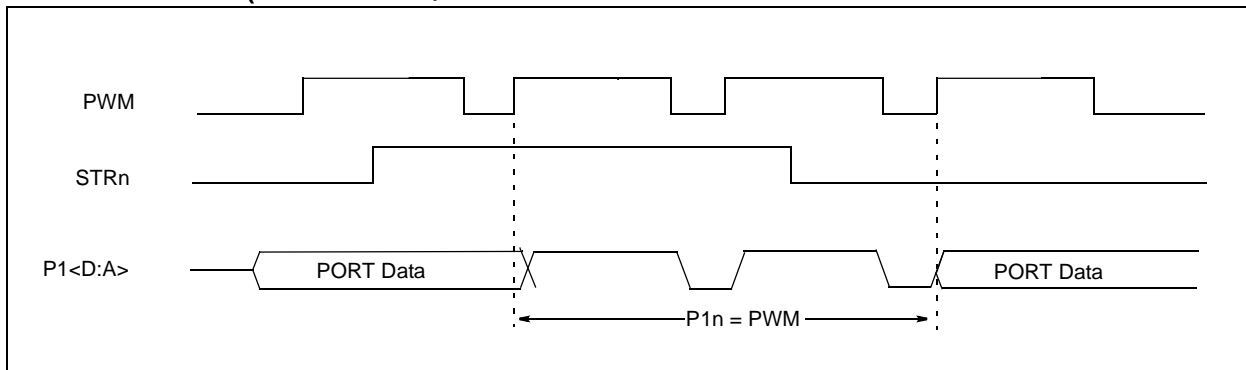 PWM
STRn
P1<D:A>
PORT Data
PORT Data
P1n = PWM